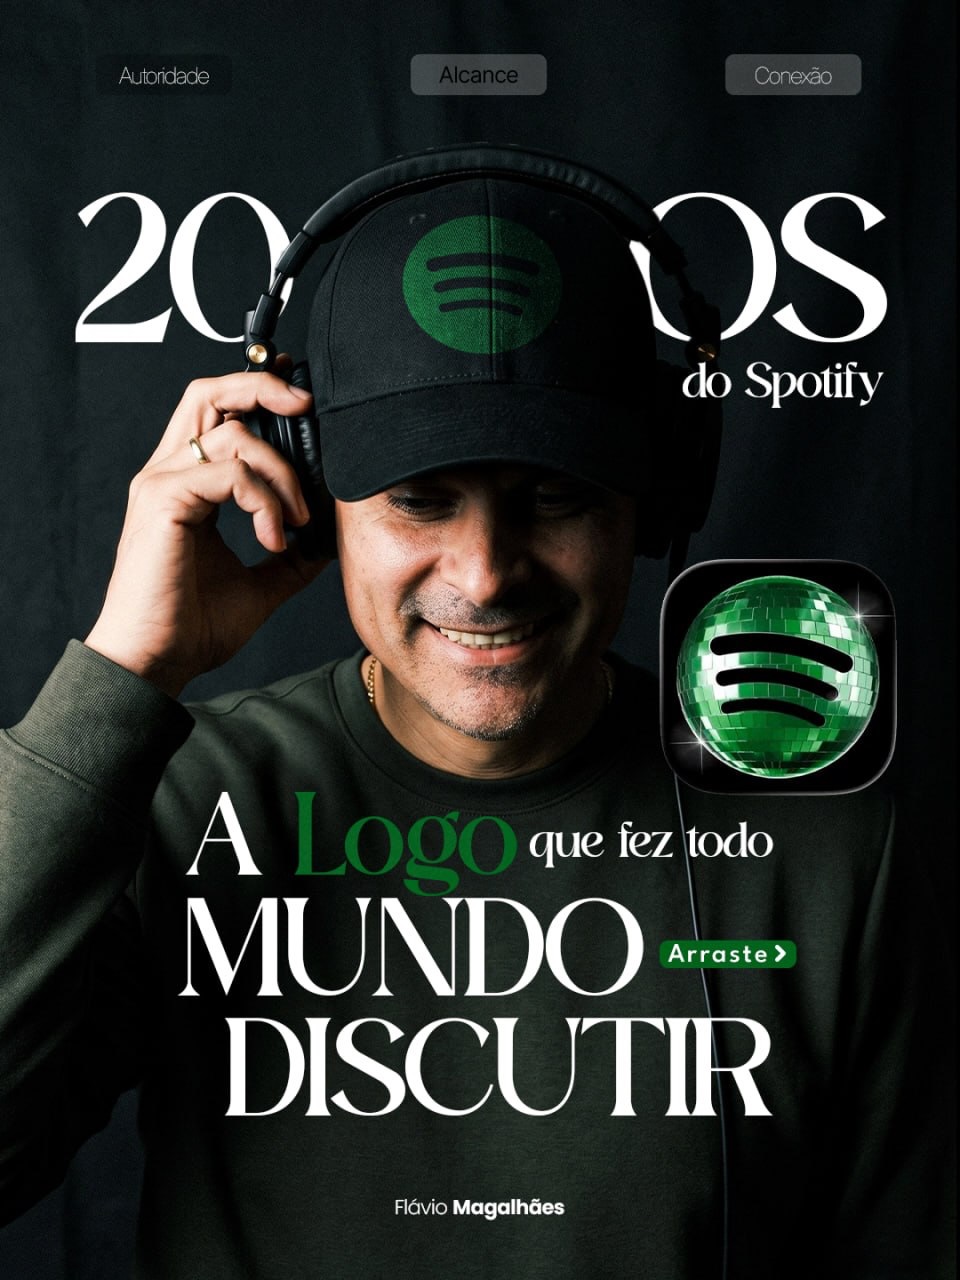 Autoridade
Alcance
Conexão
20 OS
do Spotify
A Logo que fez todo
MUNDO
Arraste >
DISCUTIR
Flávio Magalhães